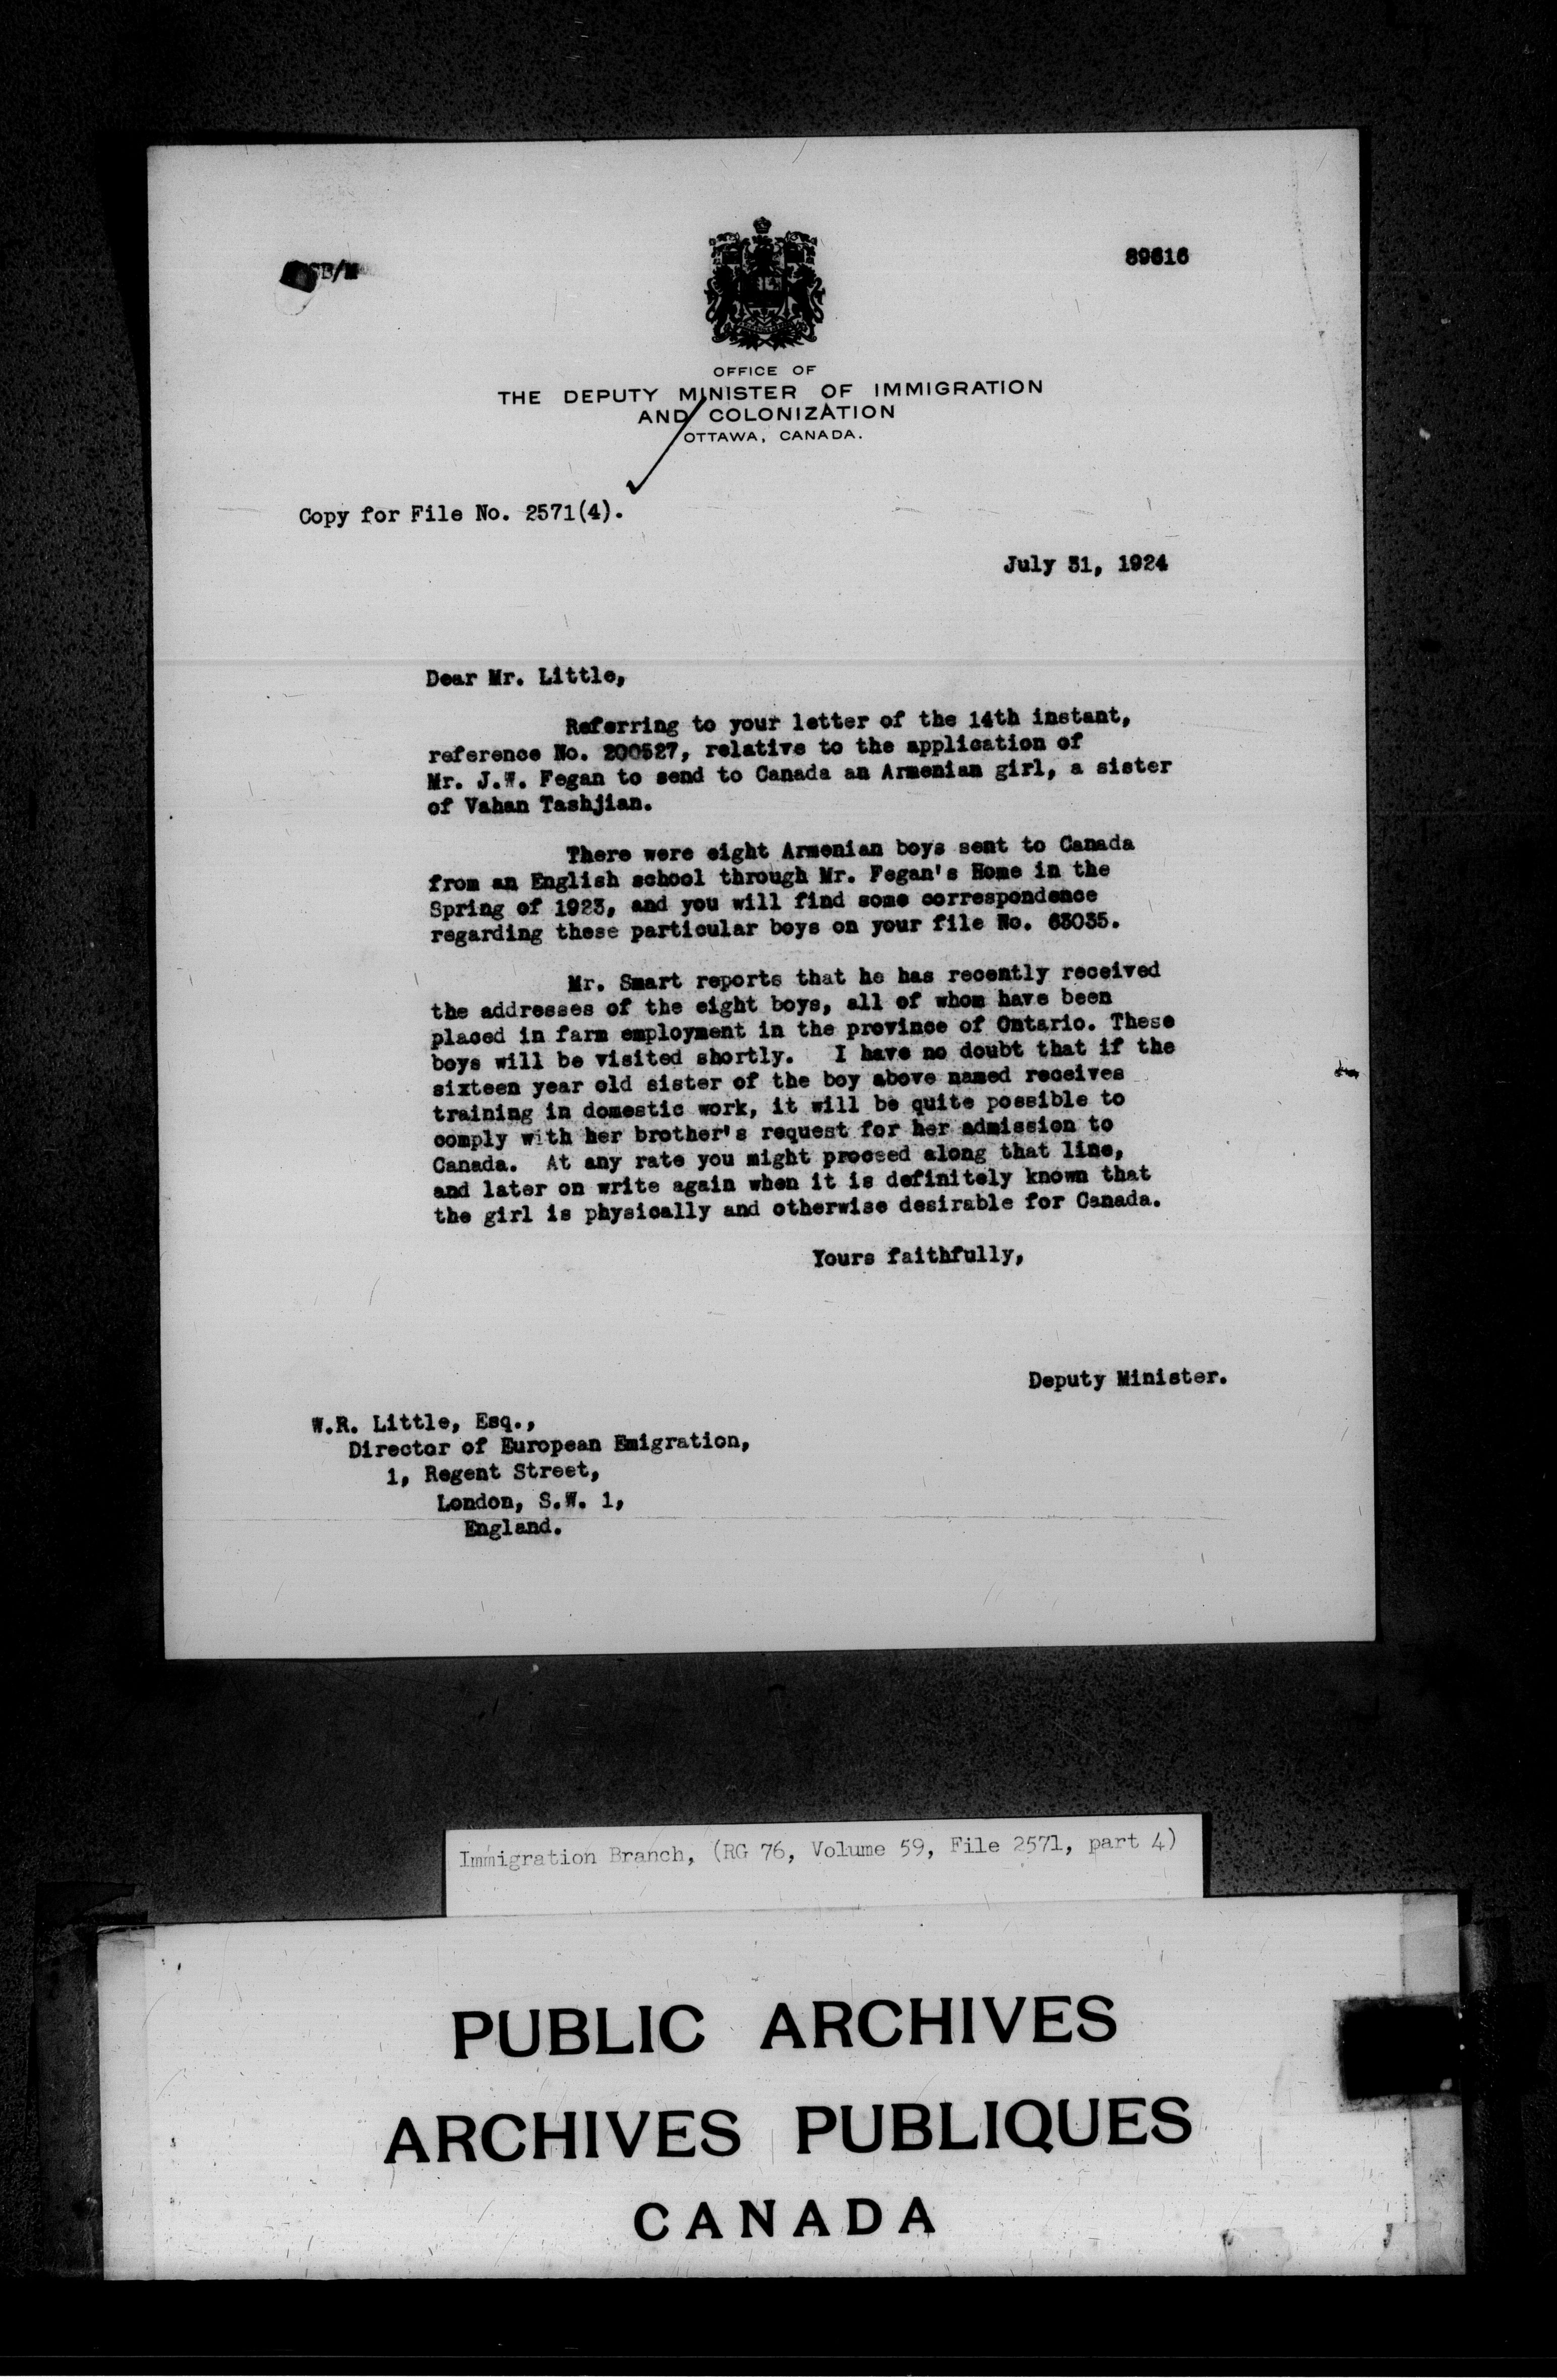 89616
OFFICE OF
THE DEPUTY MINISTER OF IMMIGRATION
AND COLONIZATION
OTTAWA, CANADA.
Copy for File No. 2571(4).
July 31, 1924
Dear Mr. Little,
Referring to your letter of the 14th instant,
reference No. 200527, relative to the application of
Mr. J.W. Fegan to send to Canada an Armenian girl, a sister
of Vahan Tashjian.
There were eight Armenian boys sent to Canada
from an English school through Mr. Fegan's Home in the
Spring of 1923, and you will find some correspondence
regarding these particular boys on your file No. 63035.
Mr. Smart reports that he has recently received
the addresses of the eight boys, all of whom have been
placed in farm employment in the province of Ontario. These
boys will be visited shortly. I have no doubt that if the
sixteen year old sister of the boy above named receives
training in domestic work, it will be quite possible to
comply with her brother's request for her admission to
Canada. At any rate you might proceed along that line,
and later on write again when it is definitely known that
the girl is physically and otherwise desirable for Canada.
Yours faithfully,
Deputy Minister.
W.R. Little, Esq.,
Director of European Emigration,
1, Regent Street,
London, S.W. 1,
England.
Immigration Branch, (RG 76, Volume 59, File 2571, part 4)
PUBLIC ARCHIVES
ARCHIVES PUBLIQUES
CANADA